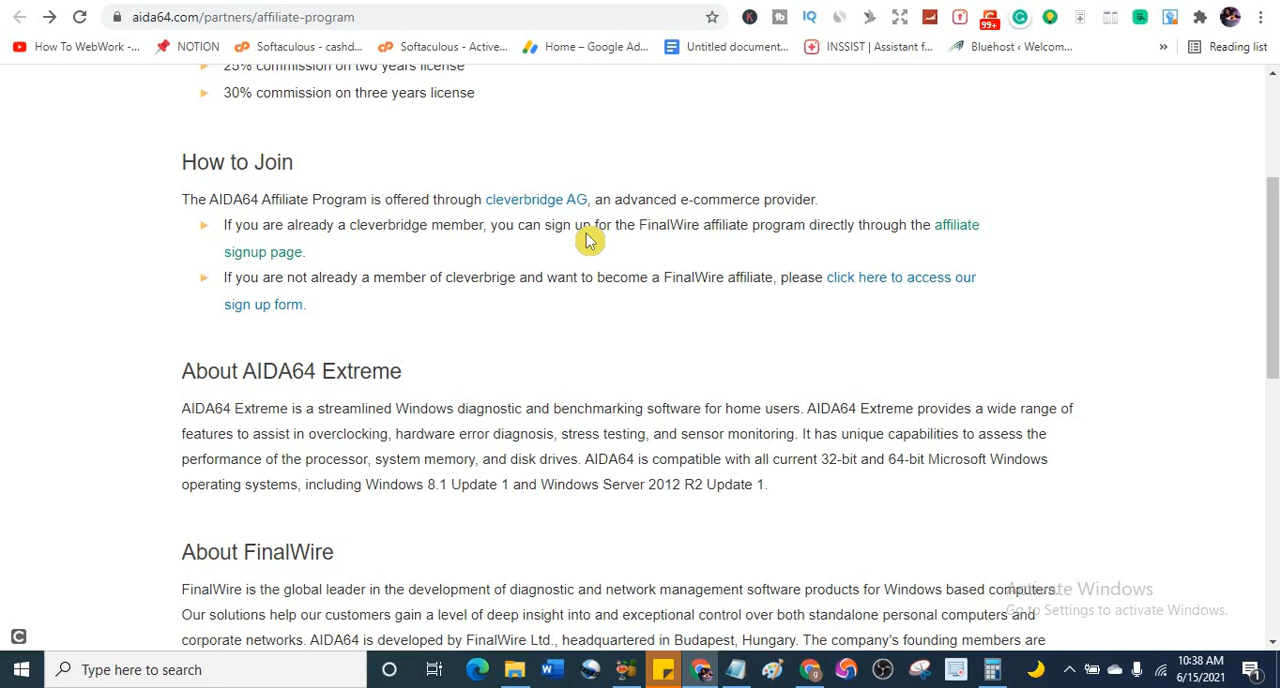 aida64.com/partners/affiliate-program
99+
How To WebWork -...
NOTION
Softaculous - cashd...
Softaculous - Active...
Home – Google Ad...
Untitled document...
INSSIST | Assistant f...
Bluehost ‹ Welcom...
»
Reading list
25% commission on two years license
30% commission on three years license
How to Join
The AIDA64 Affiliate Program is offered through cleverbridge AG, an advanced e-commerce provider.
If you are already a cleverbridge member, you can sign up for the FinalWire affiliate program directly through the affiliate
signup page.
If you are not already a member of cleverbrige and want to become a FinalWire affiliate, please click here to access our
sign up form.
About AIDA64 Extreme
AIDA64 Extreme is a streamlined Windows diagnostic and benchmarking software for home users. AIDA64 Extreme provides a wide range of
features to assist in overclocking, hardware error diagnosis, stress testing, and sensor monitoring. It has unique capabilities to assess the
performance of the processor, system memory, and disk drives. AIDA64 is compatible with all current 32-bit and 64-bit Microsoft Windows
operating systems, including Windows 8.1 Update 1 and Windows Server 2012 R2 Update 1.
About FinalWire
FinalWire is the global leader in the development of diagnostic and network management software products for Windows based computers.
Our solutions help our customers gain a level of deep insight into and exceptional control over both standalone personal computers and
corporate networks. AIDA64 is developed by FinalWire Ltd., headquartered in Budapest, Hungary. The company's founding members are
Activate Windows
Go to Settings to activate Windows.
Type here to search
10:38 AM
6/15/2021